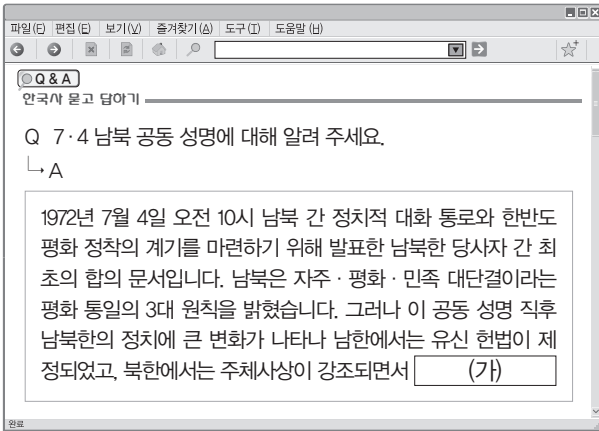 파일(F) 편집(E) 보기(V) 즐겨찾기(A) 도구(T) 도움말(H)
Q & A
한국사 묻고 답하기
Q 7·4 남북 공동 성명에 대해 알려 주세요.
A
1972년 7월 4일 오전 10시 남북 간 정치적 대화 통로와 한반도
평화 정착의 계기를 마련하기 위해 발표한 남북한 당사자 간 최
초의 합의 문서입니다. 남북은 자주·평화·민족 대단결이라는
평화 통일의 3대 원칙을 밝혔습니다. 그러나 이 공동 성명 직후
남북한의 정치에 큰 변화가 나타나 남한에서는 유신 헌법이 제
정되었고, 북한에서는 주체사상이 강조되면서 (가)
완료